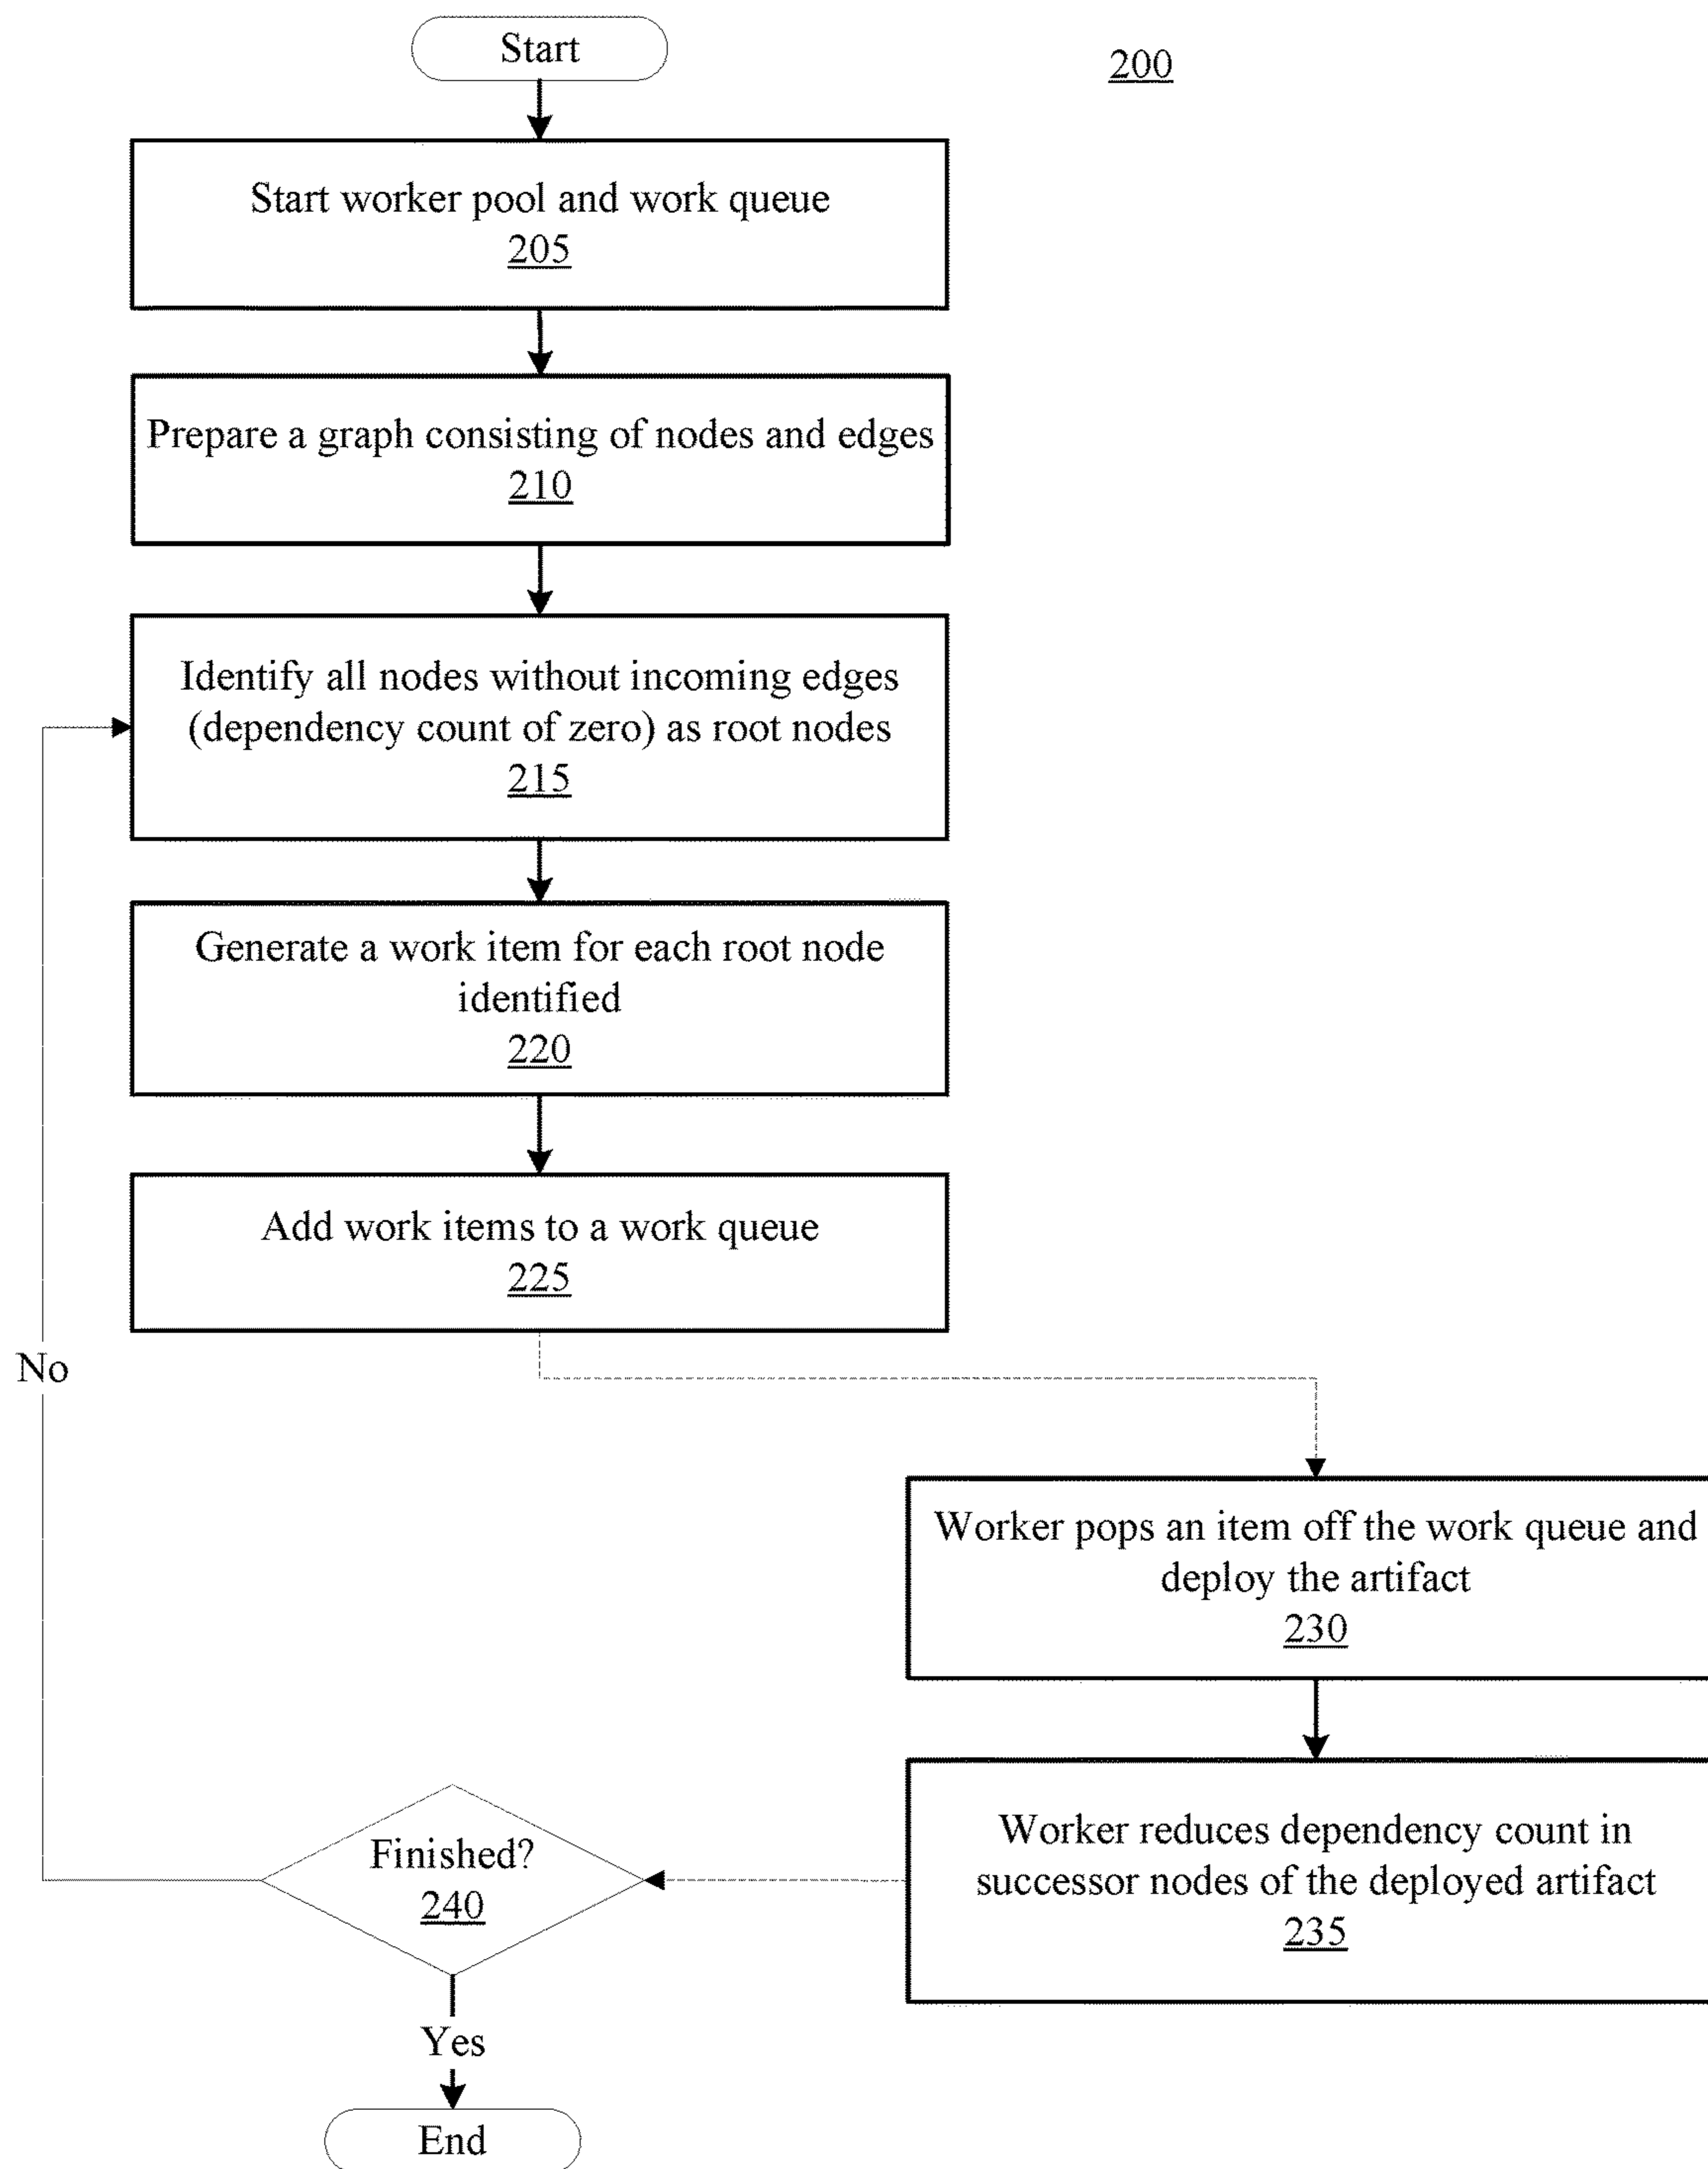 Start
200
Start worker pool and work queue
205
Prepare a graph consisting of nodes and edges
210
Identify all nodes without incoming edges
(dependency count of zero) as root nodes
215
Generate a work item for each root node
identified
220
Add work items to a work queue
225
No
Worker pops an item off the work queue and
deploy the artifact
230
Worker reduces dependency count in
successor nodes of the deployed artifact
235
Finished?
240
Yes
End